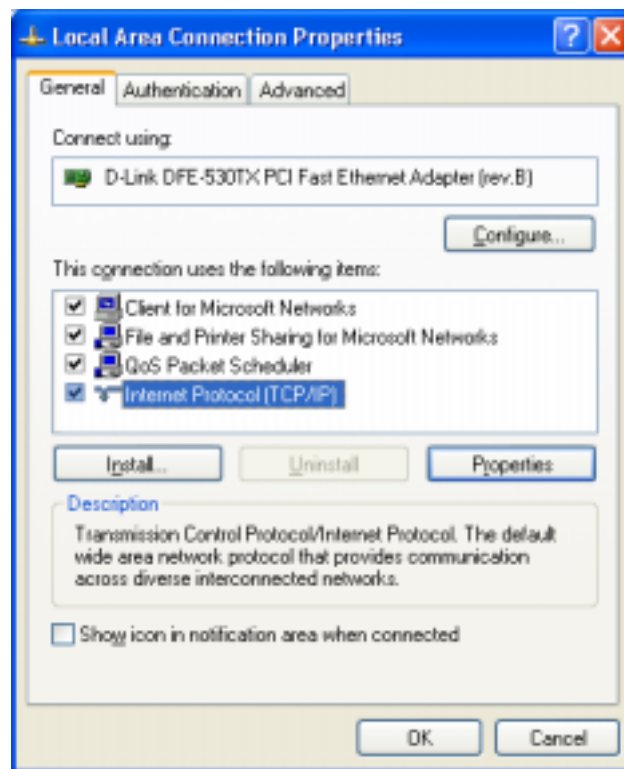 Local Area Connection Properties
?
X
General Authentication Advanced
Connect using:
D-Link DFE-530TX PCI Fast Ethernet Adapter (rev.B)
Configure...
This connection uses the following items:
Client for Microsoft Networks
File and Printer Sharing for Microsoft Networks
QoS Packet Scheduler
Internet Protocol (TCP/IP)
Install... Uninstall Properties
Description
Transmission Control Protocol/Internet Protocol. The default
wide area network protocol that provides communication
across diverse interconnected networks.
Show icon in notification area when connected
OK Cancel